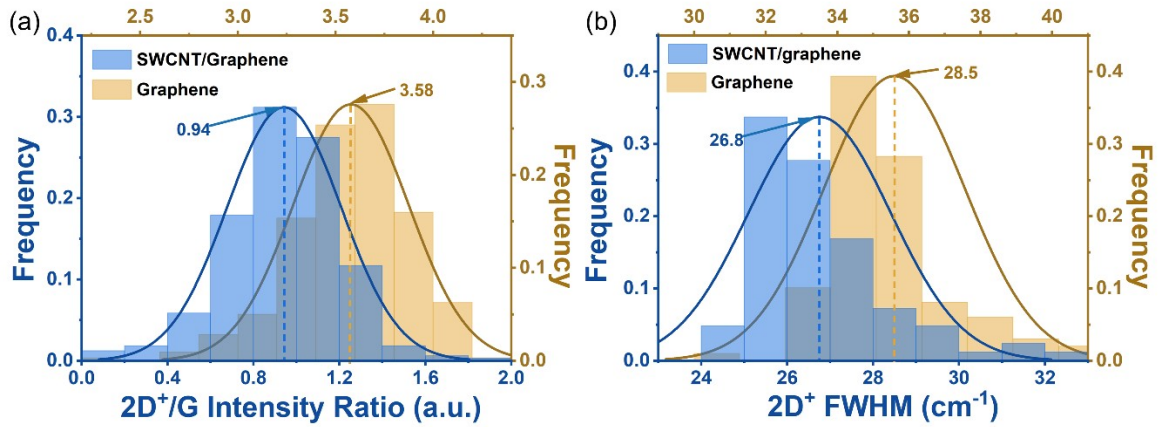 (a)
2.5 3.0 3.5 4.0
0.4
0.3
0.2
0.1
0.0
Frequency
SWCNT/Graphene
Graphene
0.94
3.58
0.3
0.2
0.1
0.0
Frequency
0.0 0.4 0.8 1.2 1.6 2.0
2D⁺/G Intensity Ratio (a.u.)
(b)
30 32 34 36 38 40
0.4
0.3
0.2
0.1
0.0
Frequency
SWCNT/graphene
Graphene
26.8
28.5
0.4
0.3
0.2
0.1
0.0
Frequency
24 26 28 30 32
2D⁺ FWHM (cm⁻¹)